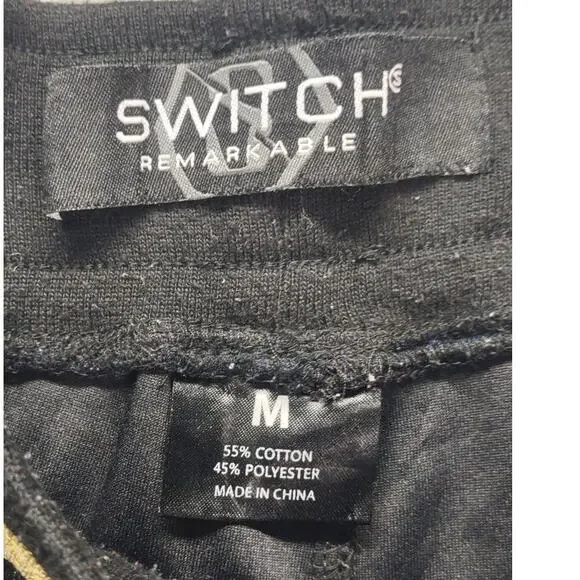 SWITCH
REMARKABLE
M
55% COTTON
45% POLYESTER
MADE IN CHINA